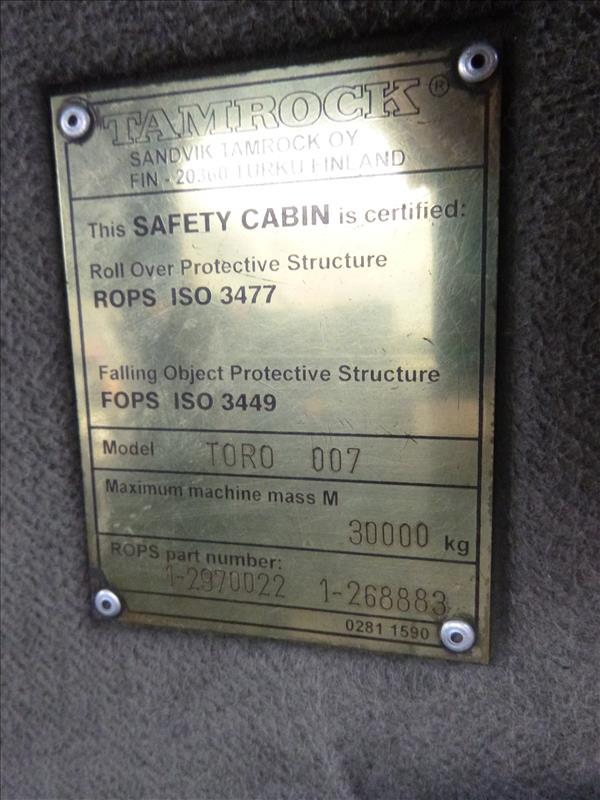 TAMROCK®
SANDVIK TAMROCK OY
FIN - 20360 TURKU FINLAND
This SAFETY CABIN is certified:
Roll Over Protective Structure
ROPS ISO 3477
Falling Object Protective Structure
FOPS ISO 3449
Model TORO 007
Maximum machine mass M
30000 kg
ROPS part number:
1-2970022 1-268883
0281 1590